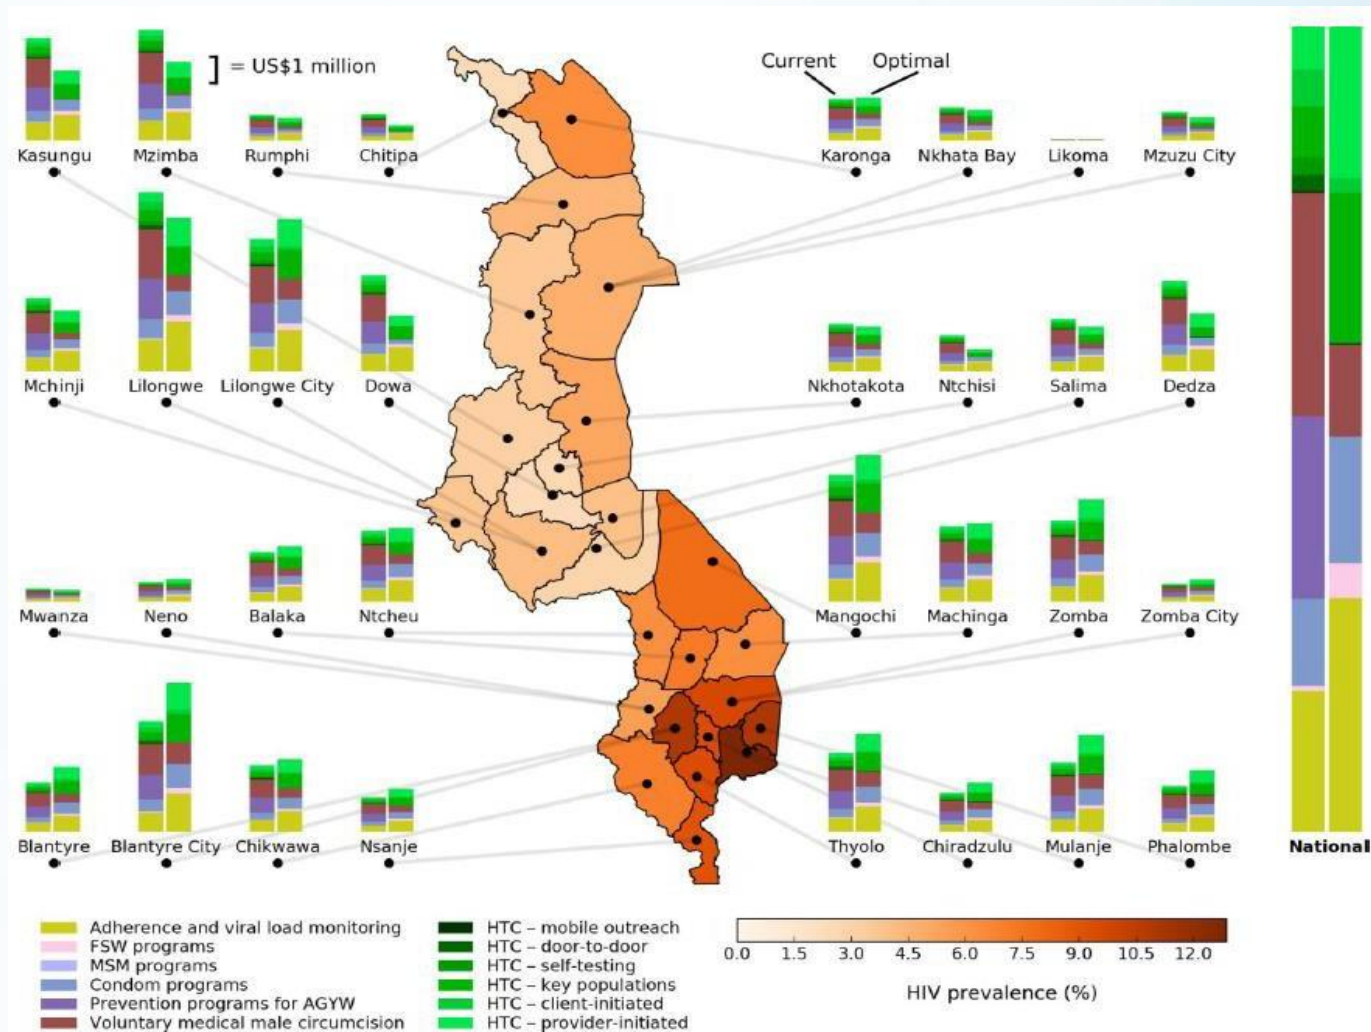 ] = US$1 million
Current Optimal
Kasungu Mzimba Rumphi Chitipa Karonga Nkhata Bay Likoma Mzuzu City
Mchinji Lilongwe Lilongwe City Dowa Nkhotakota Ntchisi Salima Dedza
Mwanza Neno Balaka Ntcheu Mangochi Machinga Zomba Zomba City
Blantyre Blantyre City Chikwawa Nsanje Thyolo Chiradzulu Mulanje Phalombe National
Adherence and viral load monitoring
FSW programs
MSM programs
Condom programs
Prevention programs for AGYW
Voluntary medical male circumcision
HTC – mobile outreach
HTC – door-to-door
HTC – self-testing
HTC – key populations
HTC – client-initiated
HTC – provider-initiated
0.0 1.5 3.0 4.5 6.0 7.5 9.0 10.5 12.0
HIV prevalence (%)